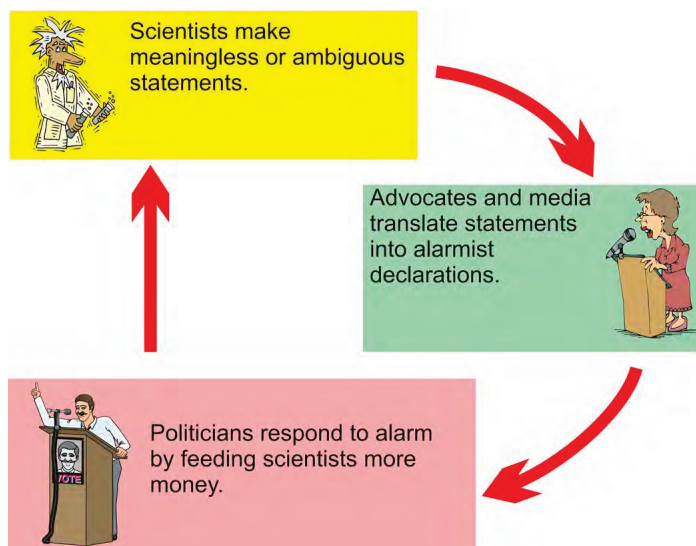 Scientists make
meaningless or ambiguous
statements.
Advocates and media
translate statements
into alarmist
declarations.
Politicians respond to alarm
by feeding scientists more
money.
VOTE